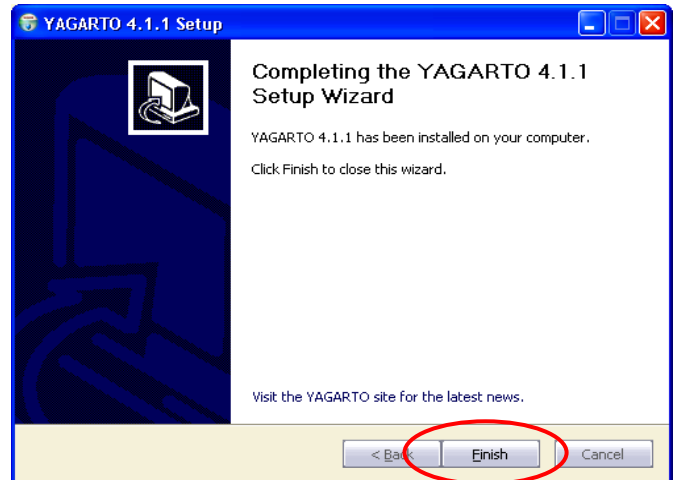 YAGARTO 4.1.1 Setup
Completing the YAGARTO 4.1.1
Setup Wizard
YAGARTO 4.1.1 has been installed on your computer.
Click Finish to close this wizard.
Visit the YAGARTO site for the latest news.
< Back Finish Cancel